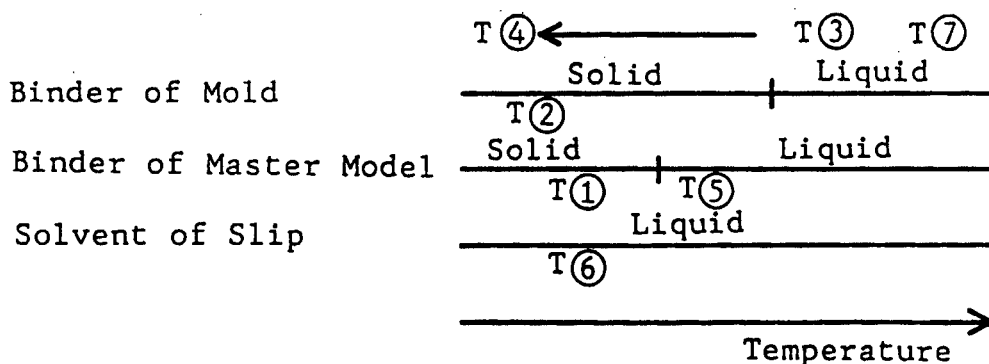 T④ T③ T⑦
Solid Liquid
Binder of Mold
T②
Solid Liquid
Binder of Master Model
T① T⑤
Liquid
Solvent of Slip
T⑥
Temperature